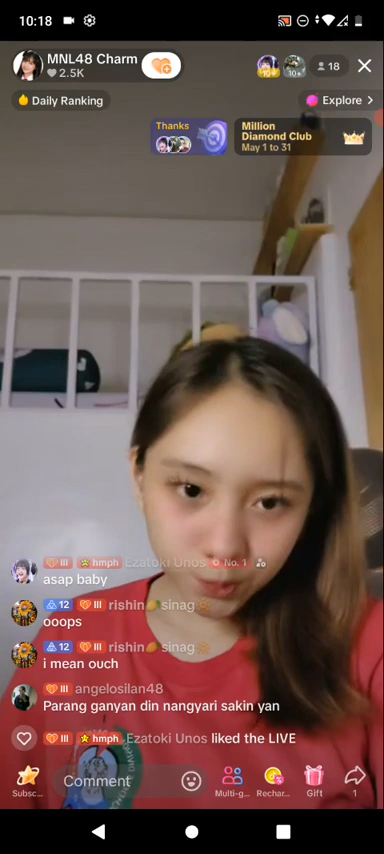 10:18
MNL48 Charm
2.5K
10
10
18
Daily Ranking
Explore >
Thanks
Million
Diamond Club
May 1 to 31
III hmph Ezatoki Unos No. 1
asap baby
12 III rishin🥭sinag🔆
ooops
12 III rishin🥭sinag🔆
i mean ouch
III angelosilan48
Parang ganyan din nangyari sakin yan
III hmph Ezatoki Unos liked the LIVE
Comment
Subsc...
Multi-g...
Rechar...
Gift
1